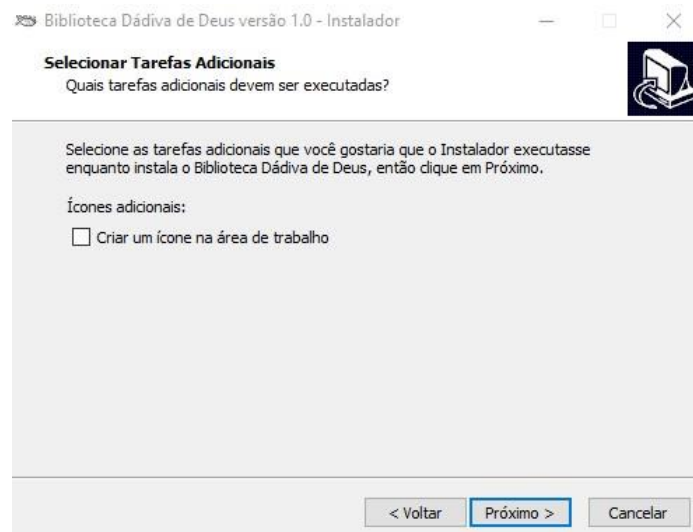 Biblioteca Dádiva de Deus versão 1.0 - Instalador
Selecionar Tarefas Adicionais
Quais tarefas adicionais devem ser executadas?
Selecione as tarefas adicionais que você gostaria que o Instalador executasse
enquanto instala o Biblioteca Dádiva de Deus, então clique em Próximo.
Ícones adicionais:
Criar um ícone na área de trabalho
< Voltar
Próximo >
Cancelar